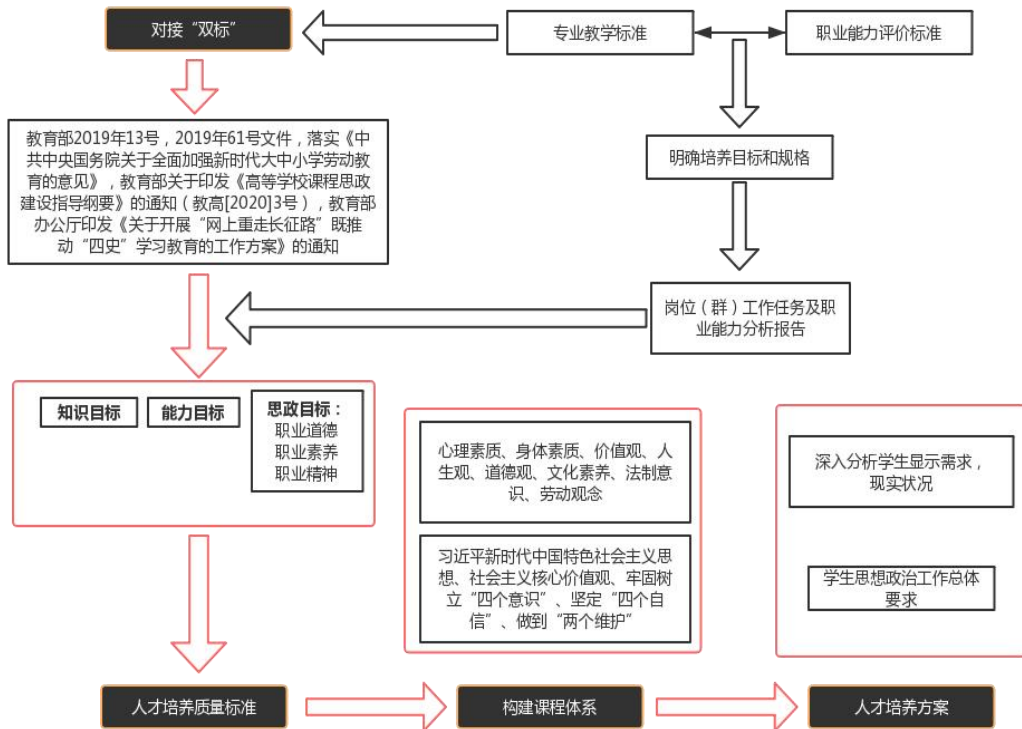 对接“双标”
专业教学标准
职业能力评价标准
教育部2019年13号，2019年61号文件，落实《中
共中央国务院关于全面加强新时代大中小学劳动教
育的意见》，教育部关于印发《高等学校课程思政
建设指导纲要》的通知（教高[2020]3号），教育部
办公厅印发《关于开展“网上重走长征路”既推
动“四史”学习教育的工作方案》的通知
明确培养目标和规格
岗位（群）工作任务及职
业能力分析报告
知识目标
能力目标
思政目标：
职业道德
职业素养
职业精神
心理素质、身体素质、价值观、人
生观、道德观、文化素养、法制意
识、劳动观念
习近平新时代中国特色社会主义思
想、社会主义核心价值观、牢固树
立“四个意识”、坚定“四个自
信”、做到“两个维护”
深入分析学生显示需求，
现实状况
学生思想政治工作总体
要求
人才培养质量标准
构建课程体系
人才培养方案